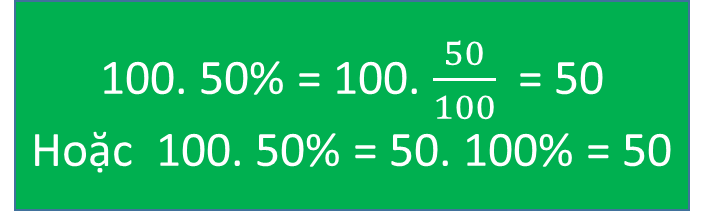 100. 50% = 100. 50/100 = 50
Hoặc 100. 50% = 50. 100% = 50